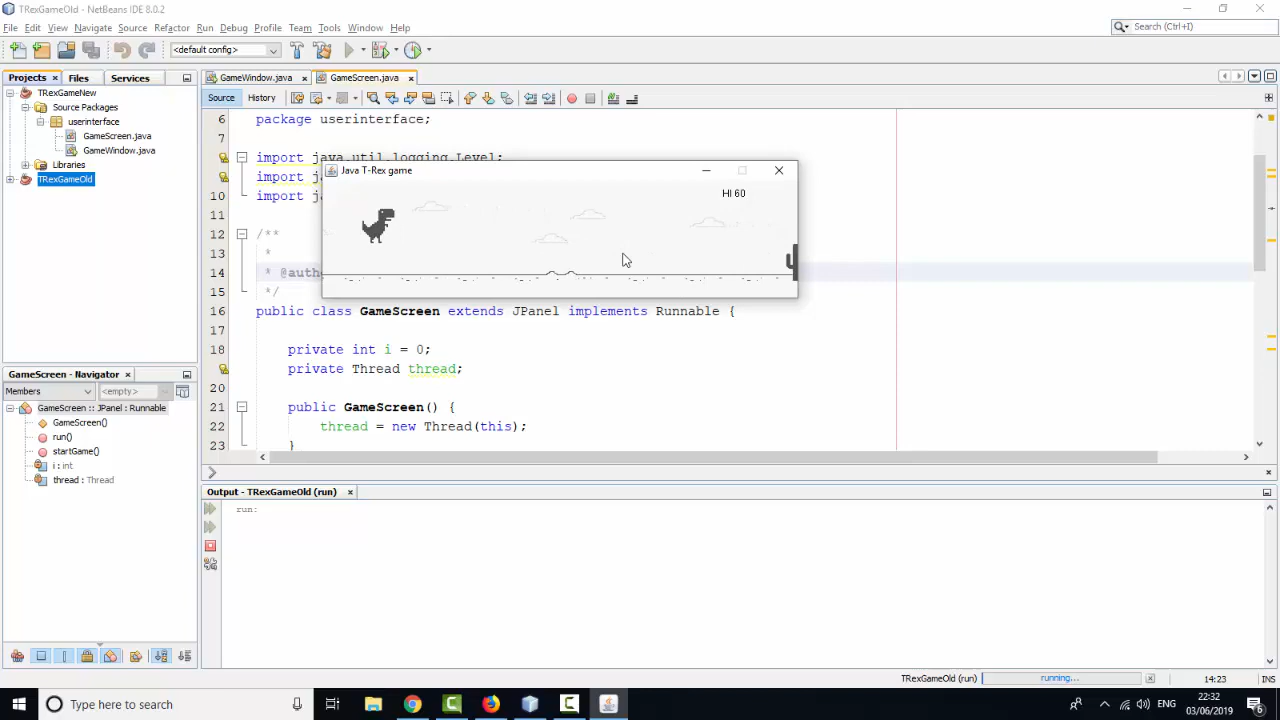 TRexGameOld - NetBeans IDE 8.0.2
File Edit View Navigate Source Refactor Run Debug Profile Team Tools Window Help
Search (Ctrl+I)
<default config>
Projects Files Services
GameWindow.java GameScreen.java
TRexGameNew
Source Packages
userinterface
GameScreen.java
GameWindow.java
Libraries
TRexGameOld
Source History
6 package userinterface;
7
import java.util.logging.Level;
import j
10 import j
11
12 /**
13 *
14 * @auth
15 */
16 public class GameScreen extends JPanel implements Runnable {
17
18 private int i = 0;
private Thread thread;
20
21 public GameScreen() {
22 thread = new Thread(this);
23 }
Java T-Rex game
HI 60
GameScreen - Navigator
Members <empty>
GameScreen :: JPanel : Runnable
GameScreen()
run()
startGame()
i : int
thread : Thread
Output - TRexGameOld (run)
run:
TRexGameOld (run) running... 14:23 INS
Type here to search
ENG
22:32
03/06/2019
6